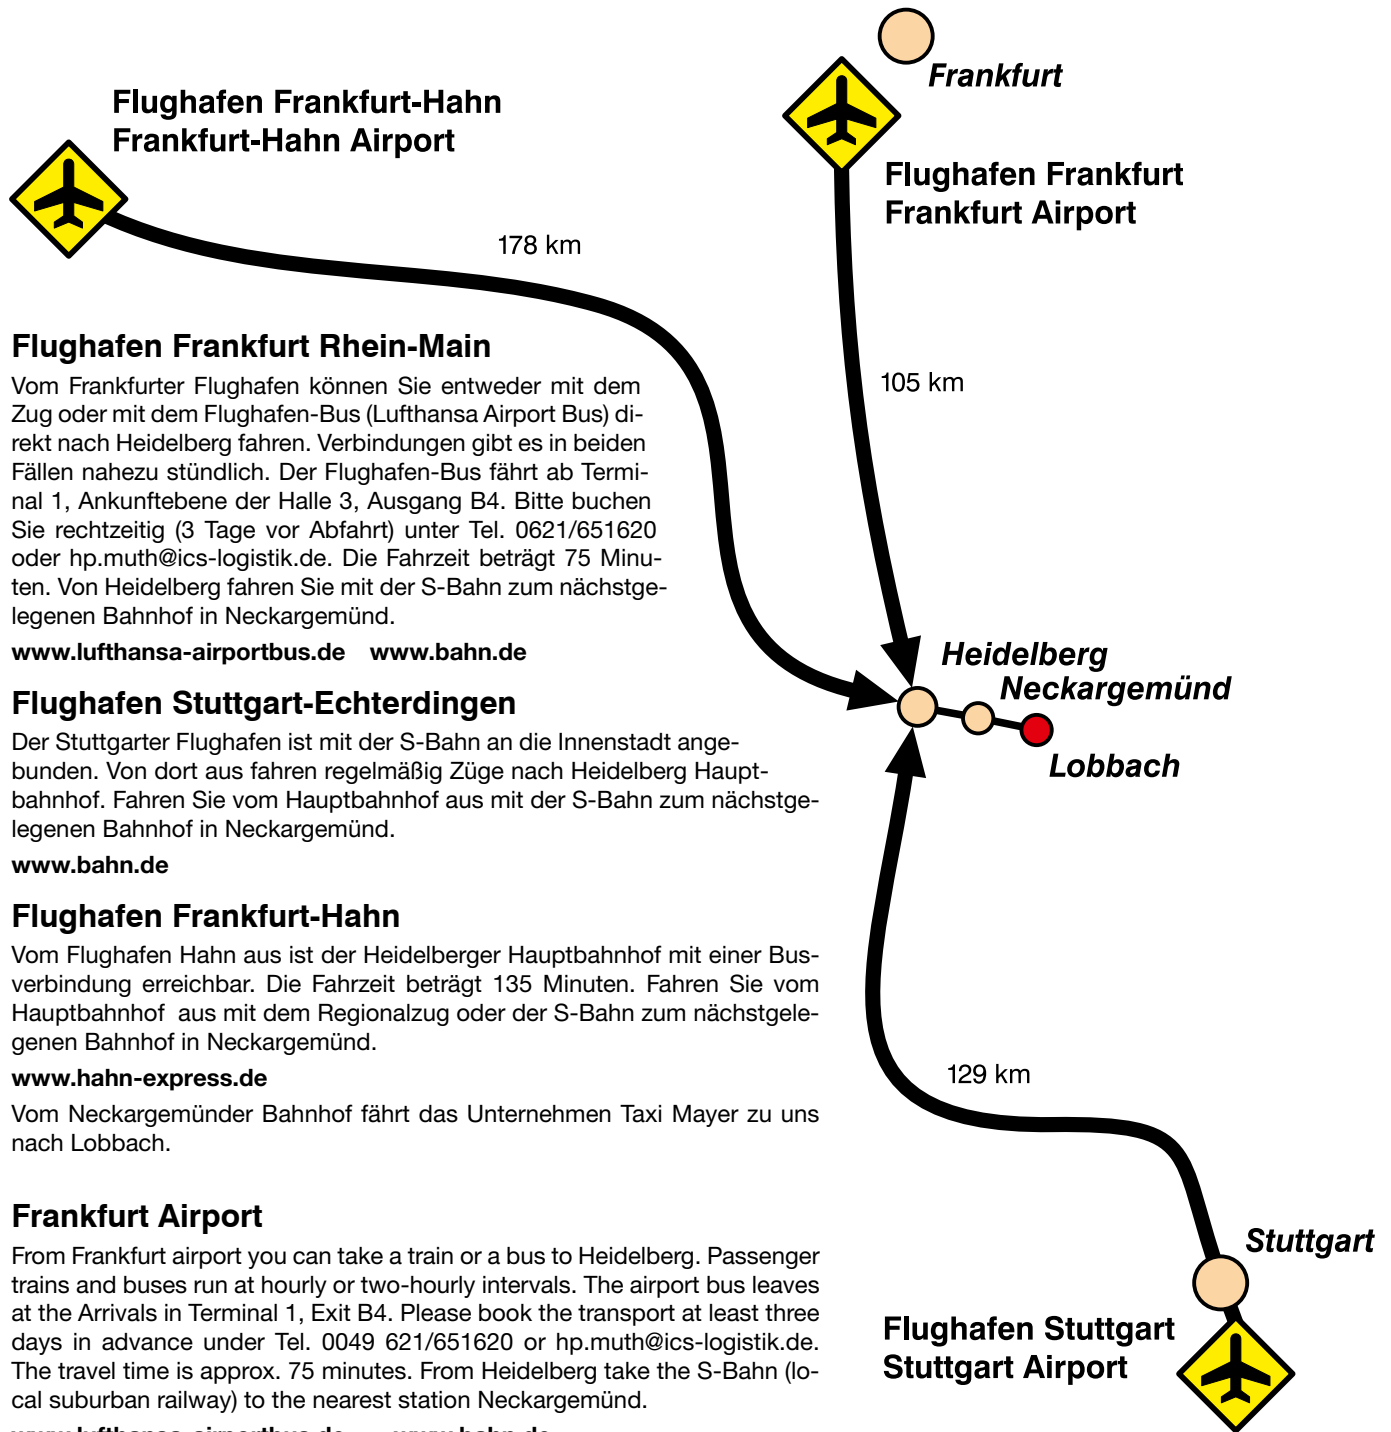 Frankfurt
Flughafen Frankfurt-Hahn
Frankfurt-Hahn Airport
Flughafen Frankfurt
Frankfurt Airport
178 km
105 km
Flughafen Frankfurt Rhein-Main
Vom Frankfurter Flughafen können Sie entweder mit dem
Zug oder mit dem Flughafen-Bus (Lufthansa Airport Bus) di-
rekt nach Heidelberg fahren. Verbindungen gibt es in beiden
Fällen nahezu stündlich. Der Flughafen-Bus fährt ab Termi-
nal 1, Ankunftebene der Halle 3, Ausgang B4. Bitte buchen
Sie rechtzeitig (3 Tage vor Abfahrt) unter Tel. 0621/651620
oder hp.muth@ics-logistik.de. Die Fahrzeit beträgt 75 Minu-
ten. Von Heidelberg fahren Sie mit der S-Bahn zum nächstge-
legenen Bahnhof in Neckargemünd.
www.lufthansa-airportbus.de www.bahn.de
Heidelberg
Neckargemünd
Lobbach
Flughafen Stuttgart-Echterdingen
Der Stuttgarter Flughafen ist mit der S-Bahn an die Innenstadt ange-
bunden. Von dort aus fahren regelmäßig Züge nach Heidelberg Haupt-
bahnhof. Fahren Sie vom Hauptbahnhof aus mit der S-Bahn zum nächstge-
legenen Bahnhof in Neckargemünd.
www.bahn.de
Flughafen Frankfurt-Hahn
Vom Flughafen Hahn aus ist der Heidelberger Hauptbahnhof mit einer Bus-
verbindung erreichbar. Die Fahrzeit beträgt 135 Minuten. Fahren Sie vom
Hauptbahnhof aus mit dem Regionalzug oder der S-Bahn zum nächstgele-
genen Bahnhof in Neckargemünd.
www.hahn-express.de
Vom Neckargemünder Bahnhof fährt das Unternehmen Taxi Mayer zu uns
nach Lobbach.
129 km
Frankfurt Airport
From Frankfurt airport you can take a train or a bus to Heidelberg. Passenger
trains and buses run at hourly or two-hourly intervals. The airport bus leaves
at the Arrivals in Terminal 1, Exit B4. Please book the transport at least three
days in advance under Tel. 0049 621/651620 or hp.muth@ics-logistik.de.
The travel time is approx. 75 minutes. From Heidelberg take the S-Bahn (lo-
cal suburban railway) to the nearest station Neckargemünd.
www.lufthansa-airportbus.de www.bahn.de
Stuttgart
Flughafen Stuttgart
Stuttgart Airport